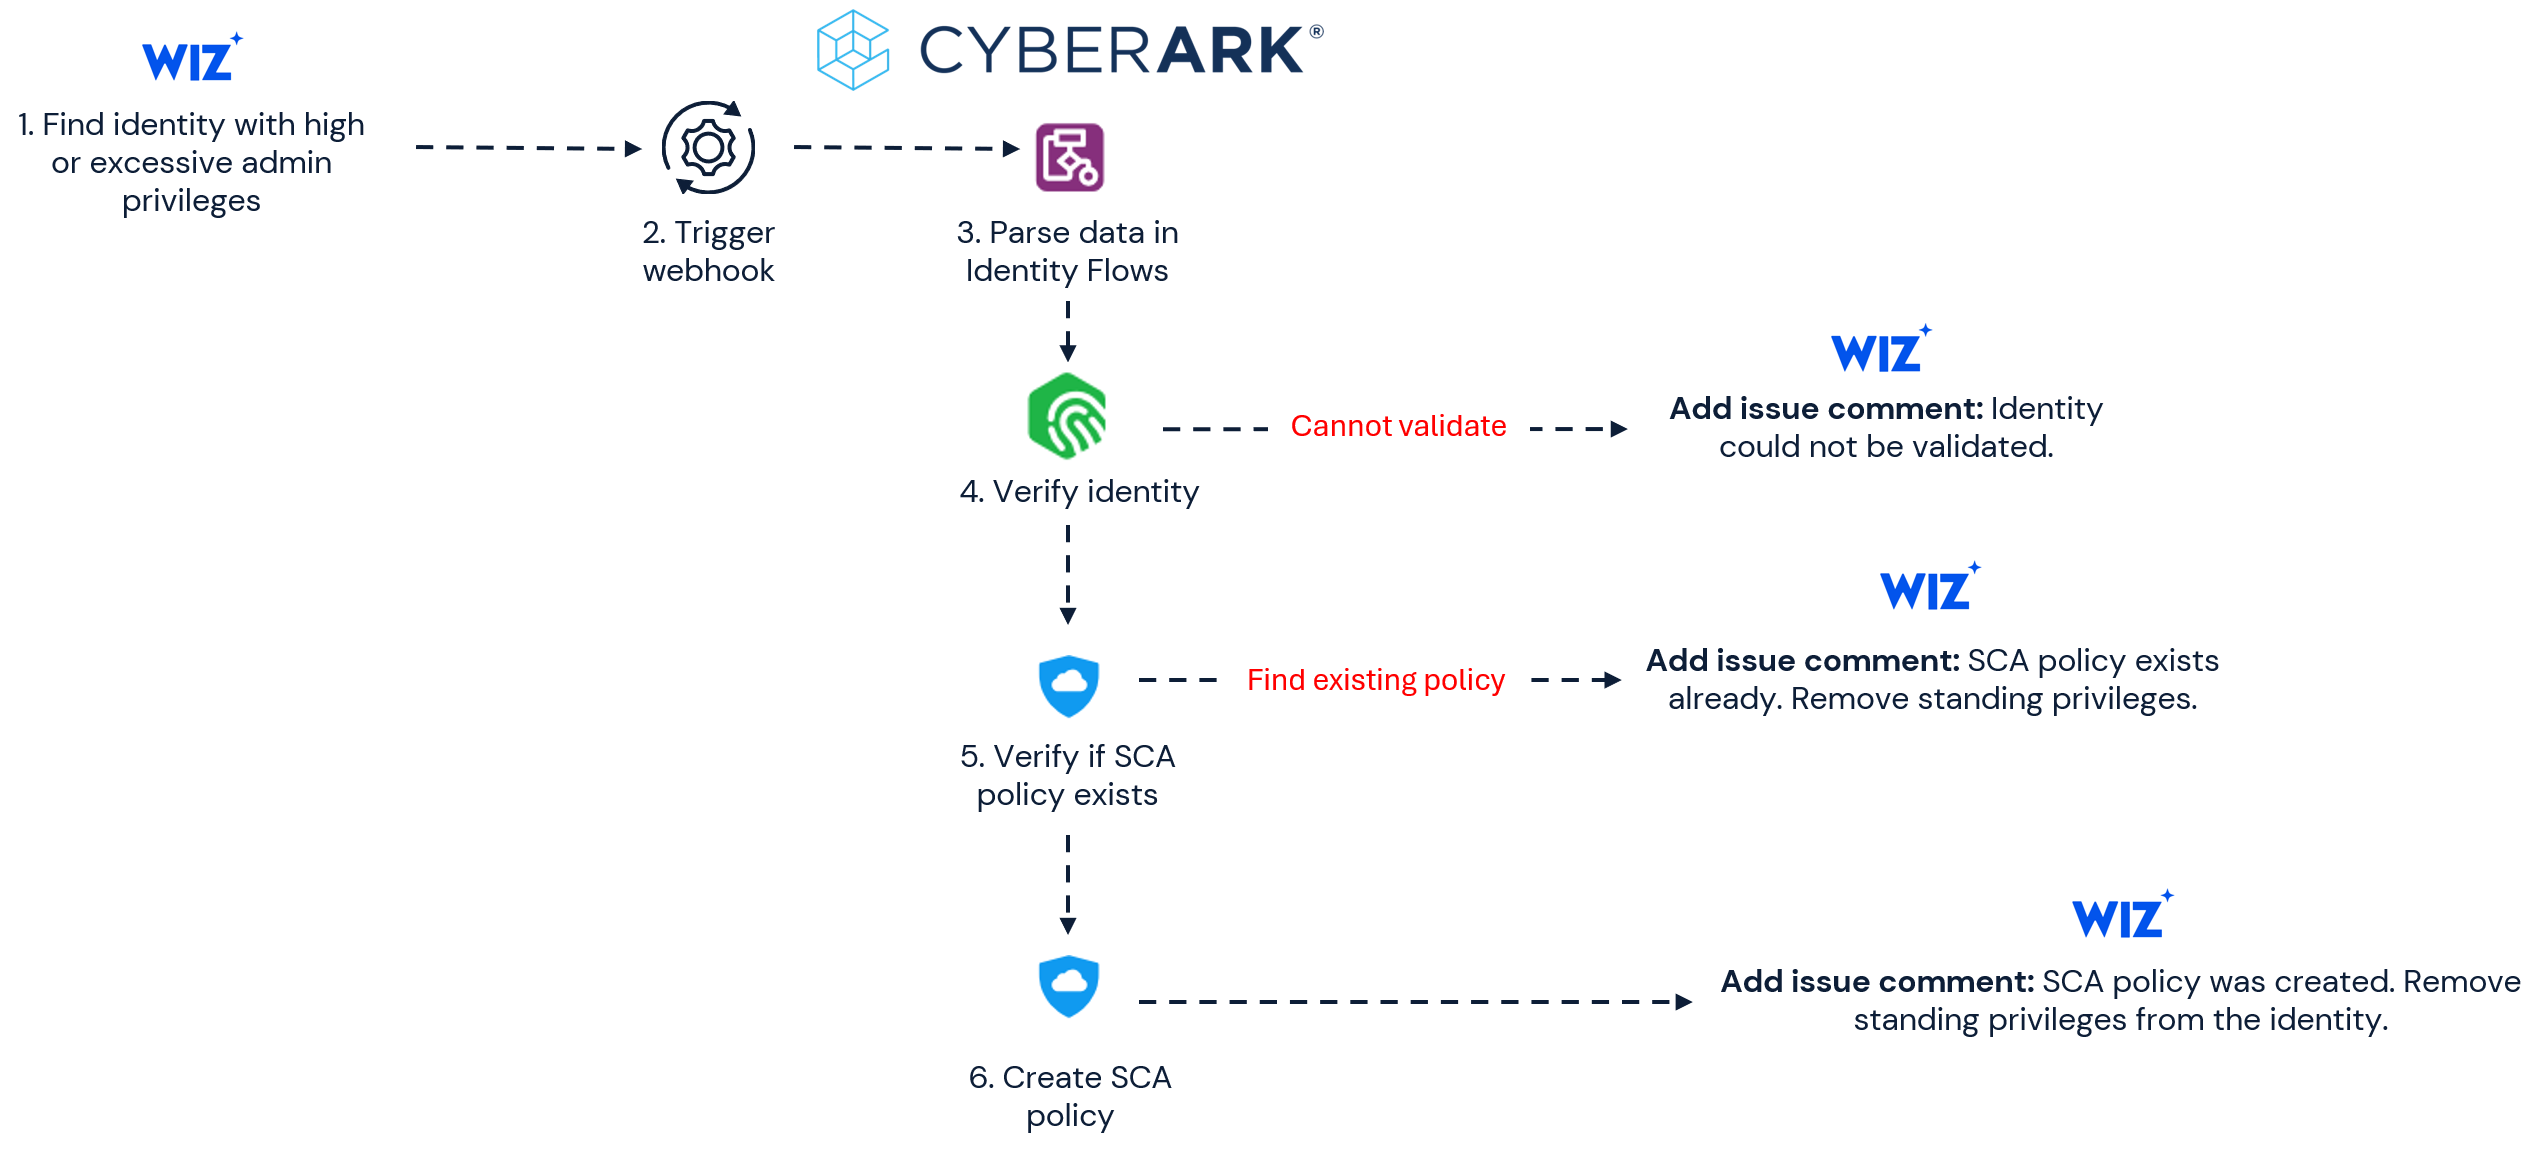 WIZ
CYBERARK®
1. Find identity with high
or excessive admin
privileges
2. Trigger
webhook
3. Parse data in
Identity Flows
WIZ
Cannot validate
Add issue comment: Identity
could not be validated.
4. Verify identity
WIZ
Find existing policy
Add issue comment: SCA policy exists
already. Remove standing privileges.
5. Verify if SCA
policy exists
WIZ
Add issue comment: SCA policy was created. Remove
standing privileges from the identity.
6. Create SCA
policy